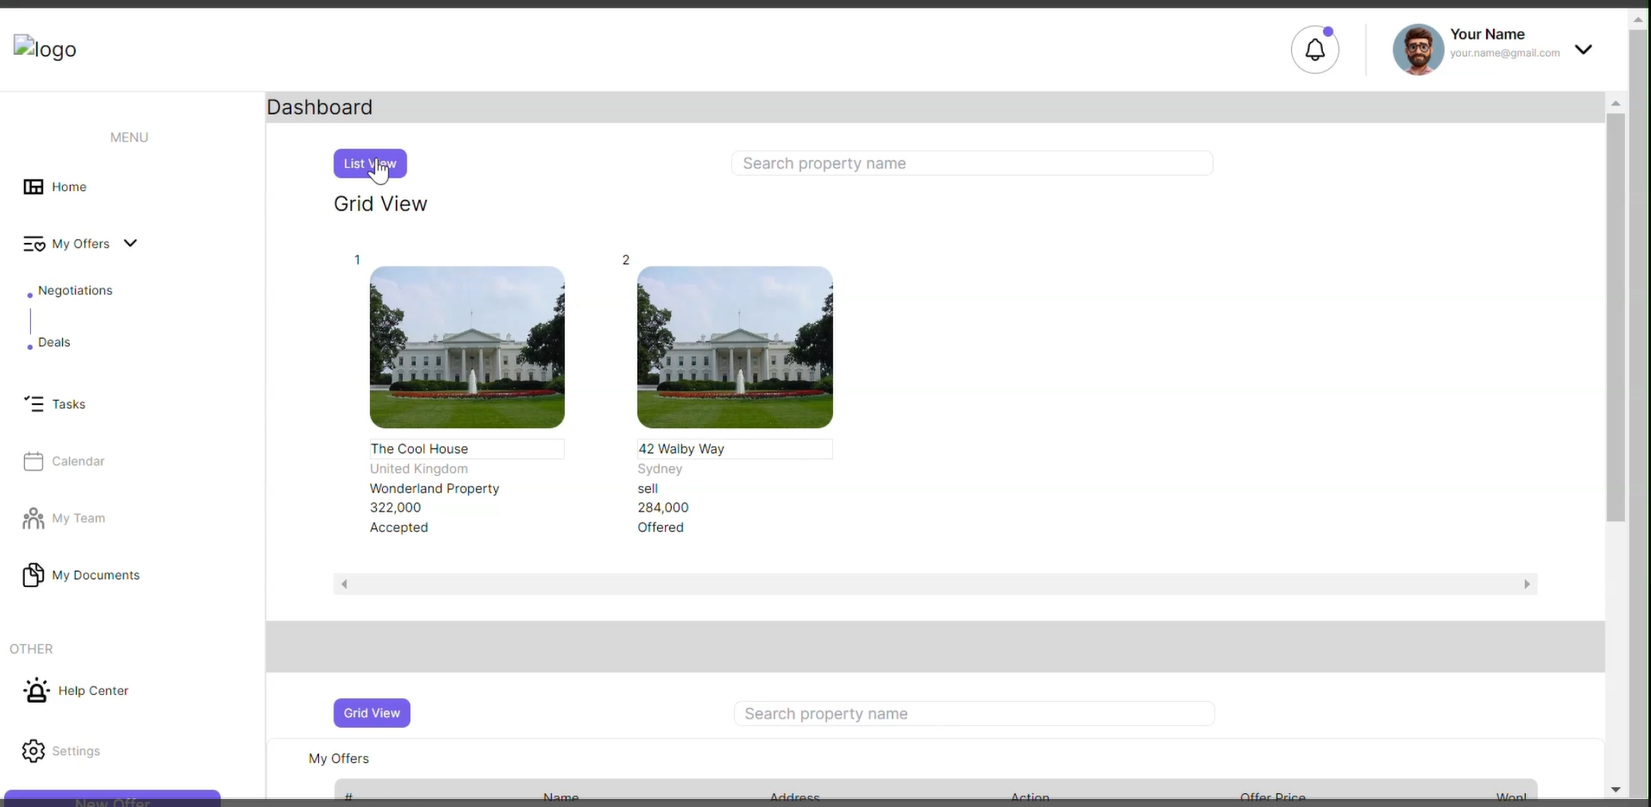 logo
Your Name
your.name@gmail.com
Dashboard
MENU
Home
My Offers
Negotiations
Deals
Tasks
Calendar
My Team
My Documents
OTHER
Help Center
Settings
New Offer
List View
Search property name
Grid View
1
2
The Cool House
42 Walby Way
United Kingdom
Sydney
Wonderland Property
sell
322,000
284,000
Accepted
Offered
Grid View
Search property name
My Offers
# Name Address Action Offer Price Won!